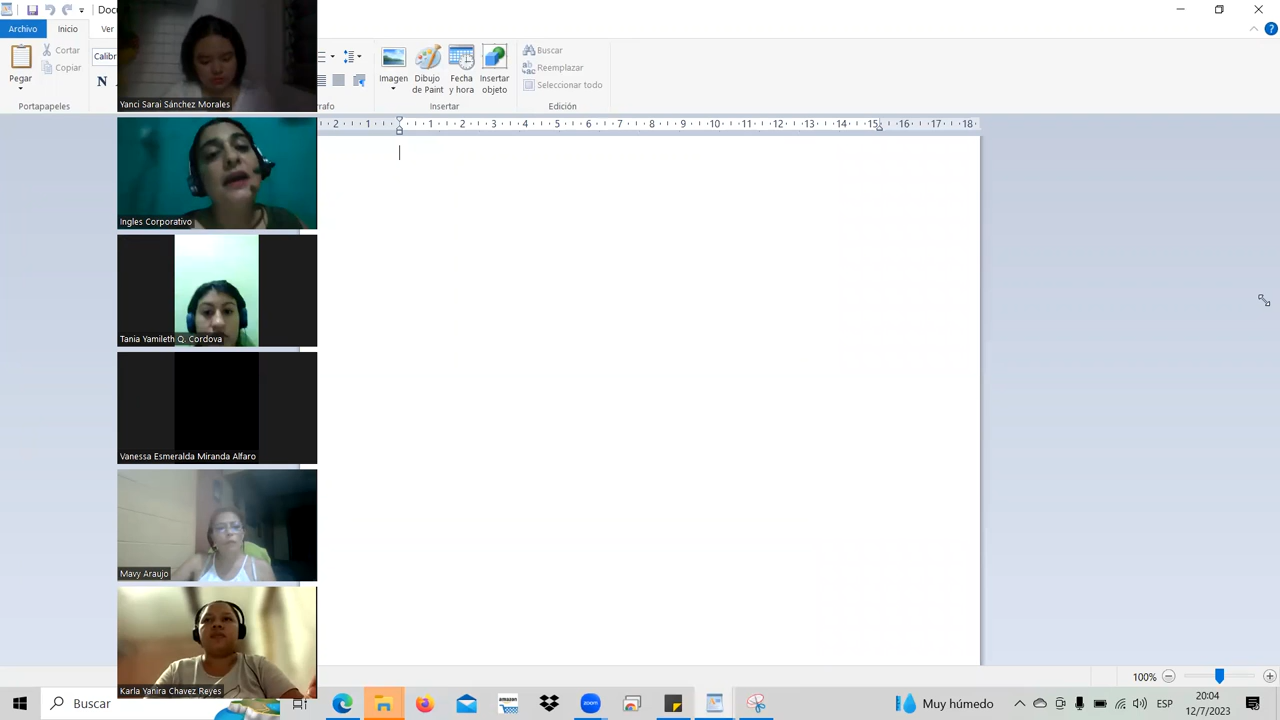 Docu
Archivo
Inicio
Ver
Pegar
Cortar
Copiar
Portapapeles
Calibr
N
Imagen
Dibujo
de Paint
Fecha
y hora
Insertar
objeto
Insertar
Buscar
Reemplazar
Seleccionar todo
Edición
2 1 1 2 3 4 5 6 7 8 9 10 11 12 13 14 15 16 17 18
Yanci Sarai Sánchez Morales
Ingles Corporativo
Tania Yamileth Q. Cordova
Vanessa Esmeralda Miranda Alfaro
Mavy Araujo
Karla Yanira Chavez Reyes
100%
Buscar
amazon
zoom
Muy húmedo
ESP
20:04
12/7/2023